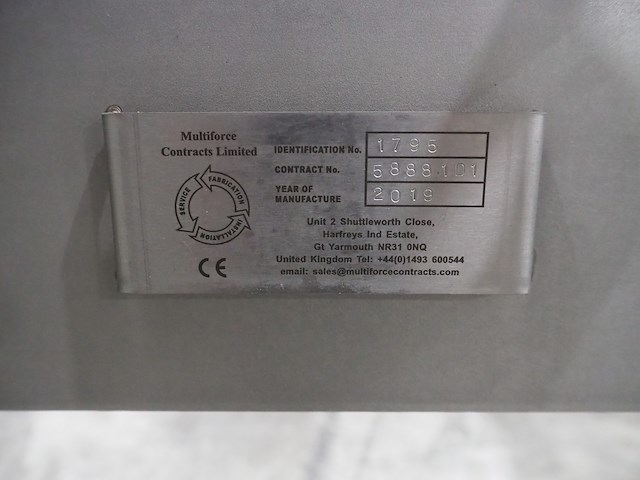 Multiforce
Contracts Limited
SERVICE
FABRICATION
INSTALLATION
CE
IDENTIFICATION No. 1795
CONTRACT No. 5888.101
YEAR OF
MANUFACTURE 2019
Unit 2 Shuttleworth Close,
Harfreys Ind Estate,
Gt Yarmouth NR31 0NQ
United Kingdom Tel: +44(0)1493 600544
email: sales@multiforcecontracts.com